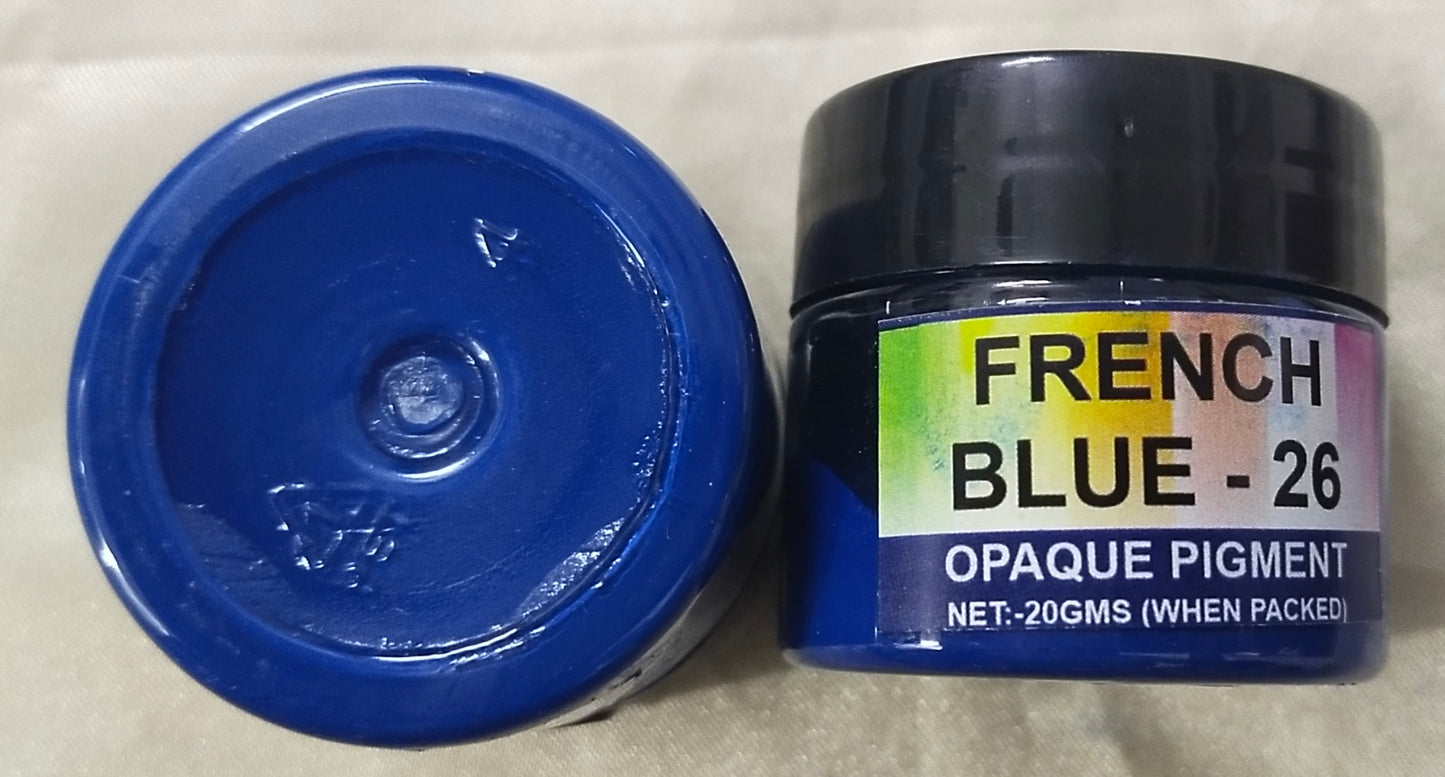 FRENCH
BLUE - 26
OPAQUE PIGMENT
NET:-20GMS (WHEN PACKED)